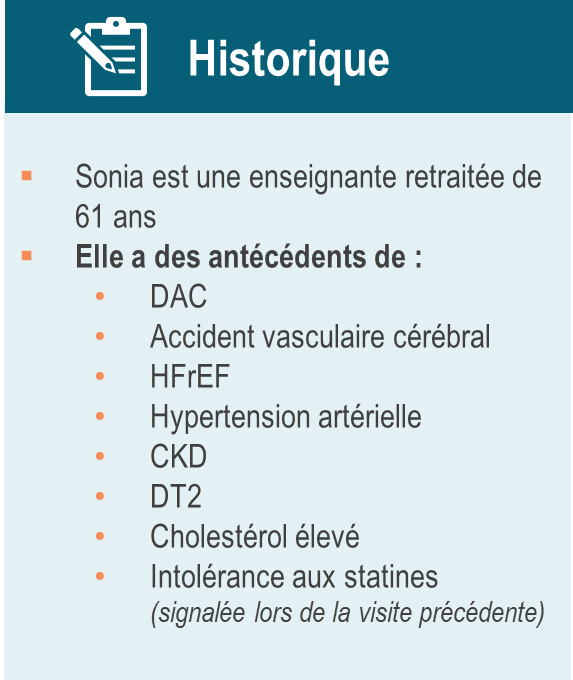 Historique
Sonia est une enseignante retraitée de
61 ans
Elle a des antécédents de :
DAC
Accident vasculaire cérébral
HFrEF
Hypertension artérielle
CKD
DT2
Cholestérol élevé
Intolérance aux statines
(signalée lors de la visite précédente)